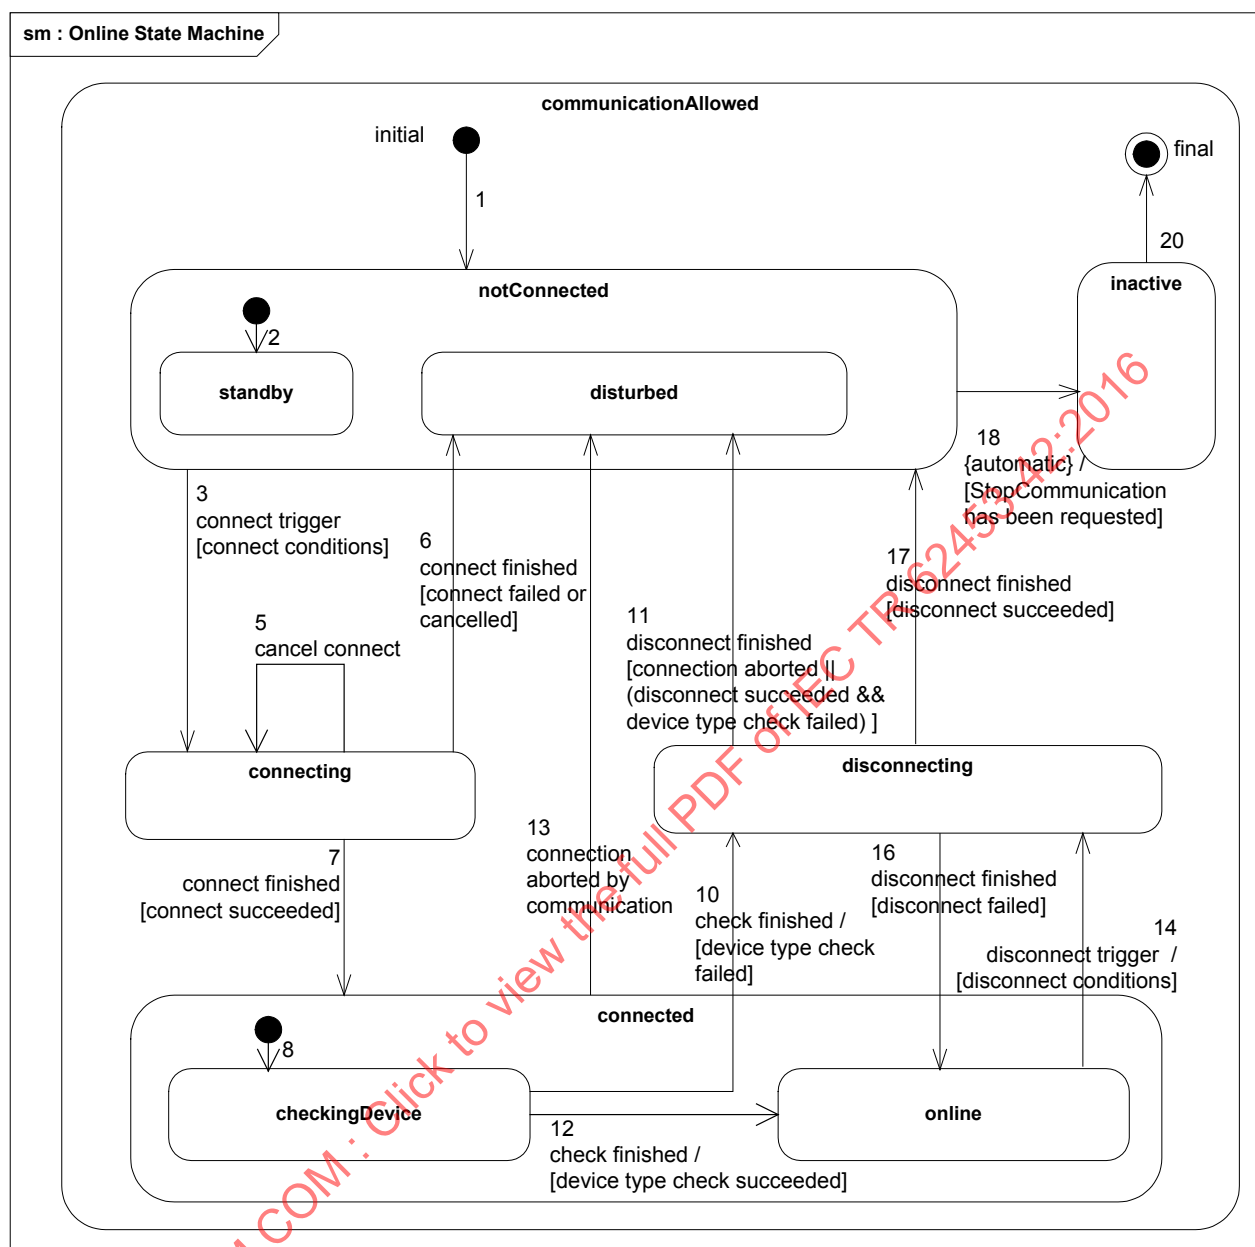 sm : Online State Machine
communicationAllowed
initial
final
1
20
notConnected
inactive
2
standby
disturbed
18
{automatic} /
[StopCommunication
has been requested]
3
connect trigger
[connect conditions]
6
connect finished
[connect failed or
cancelled]
17
disconnect finished
[disconnect succeeded]
5
cancel connect
11
disconnect finished
[connection aborted ||
(disconnect succeeded &&
device type check failed) ]
connecting
disconnecting
7
connect finished
[connect succeeded]
13
connection
aborted by
communication
10
check finished /
[device type check
failed]
16
disconnect finished
[disconnect failed]
14
disconnect trigger /
[disconnect conditions]
connected
8
checkingDevice
online
12
check finished /
[device type check succeeded]
COM : Click to view the full PDF of IEC TR 62453-42:2016